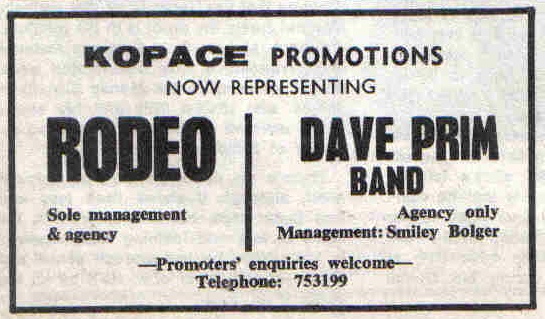 KOPACE PROMOTIONS
NOW REPRESENTING
RODEO
Sole management
& agency
DAVE PRIM
BAND
Agency only
Management: Smiley Bolger
—Promoters' enquiries welcome—
Telephone: 753199